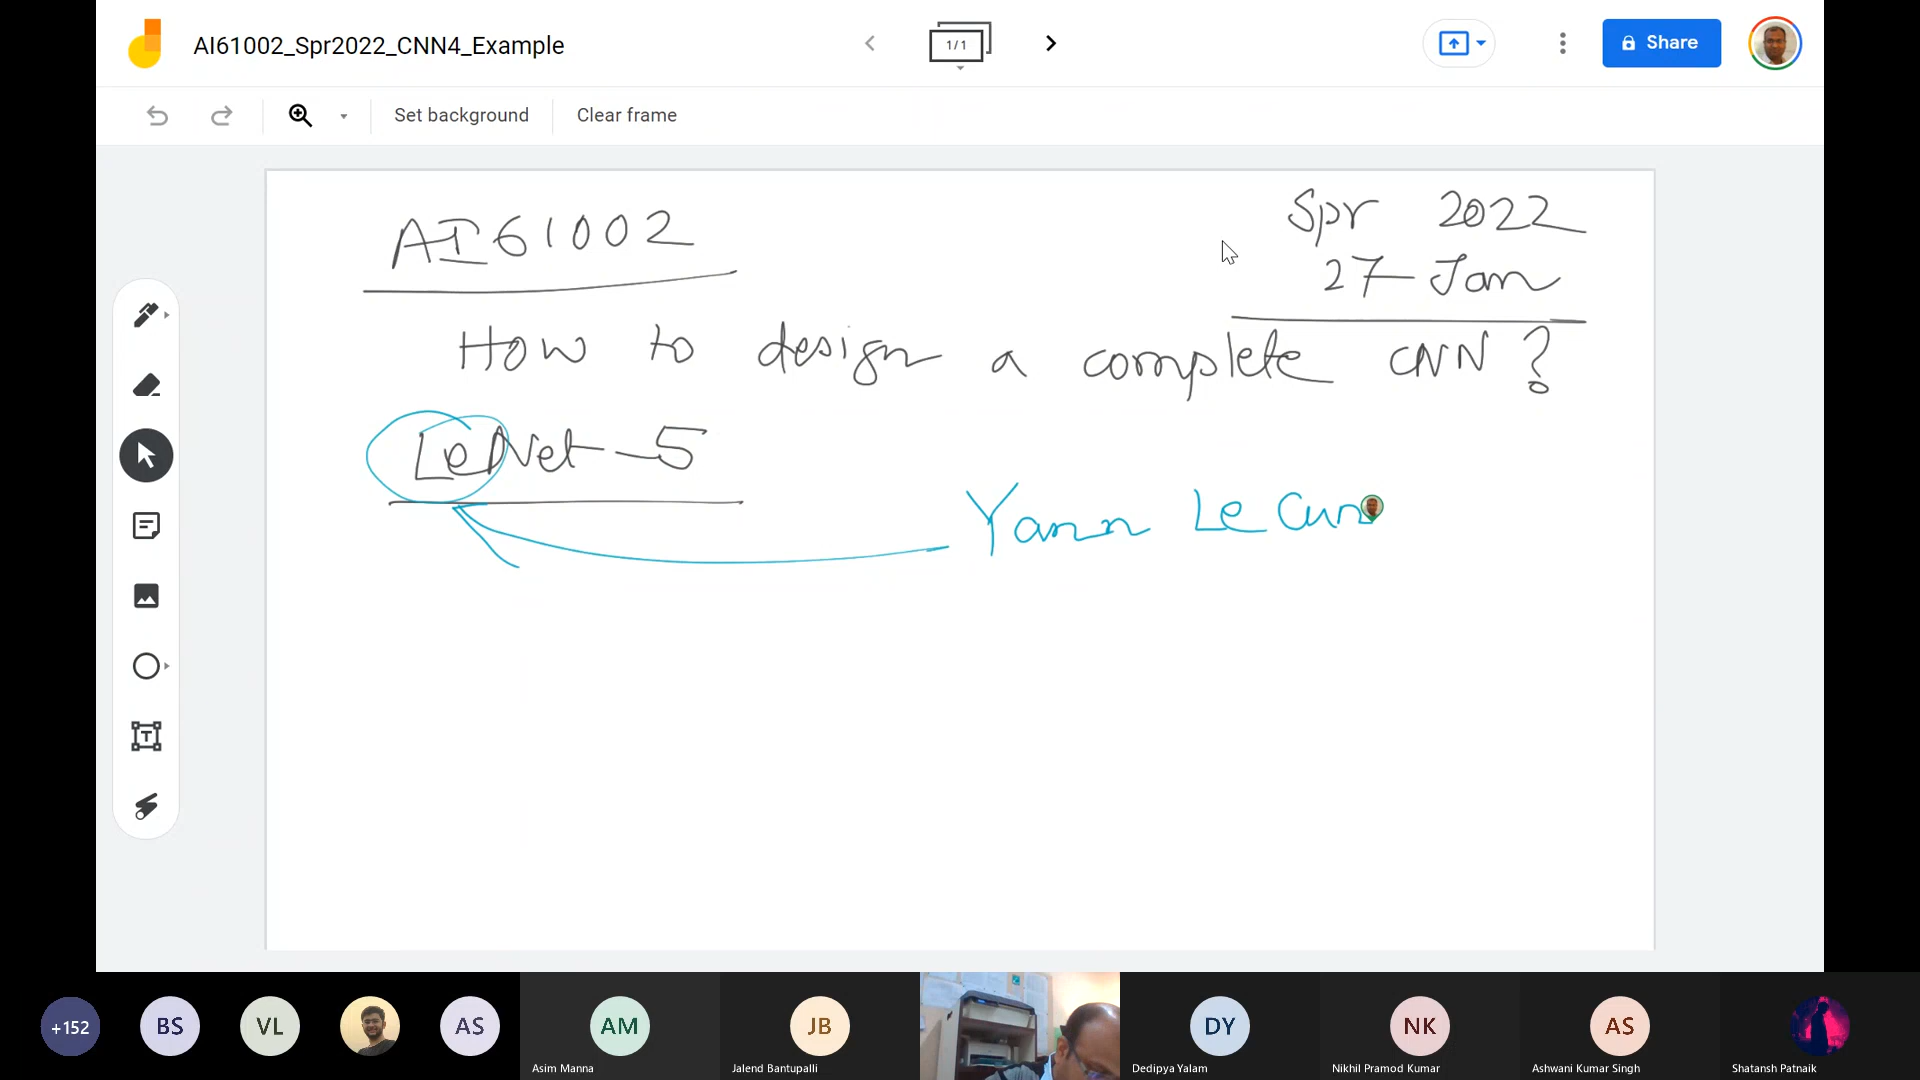 AI61002_Spr2022_CNN4_Example
1/1
Share
Set background
Clear frame
AI61002
Spr 2022
27-Jan
How to design a complete CNN?
LeNet-5
Yann LeCun
+152
BS
VL
AS
AM
JB
DY
NK
AS
Asim Manna
Jalend Bantupalli
Dedipya Yalam
Nikhil Pramod Kumar
Ashwani Kumar Singh
Shatansh Patnaik